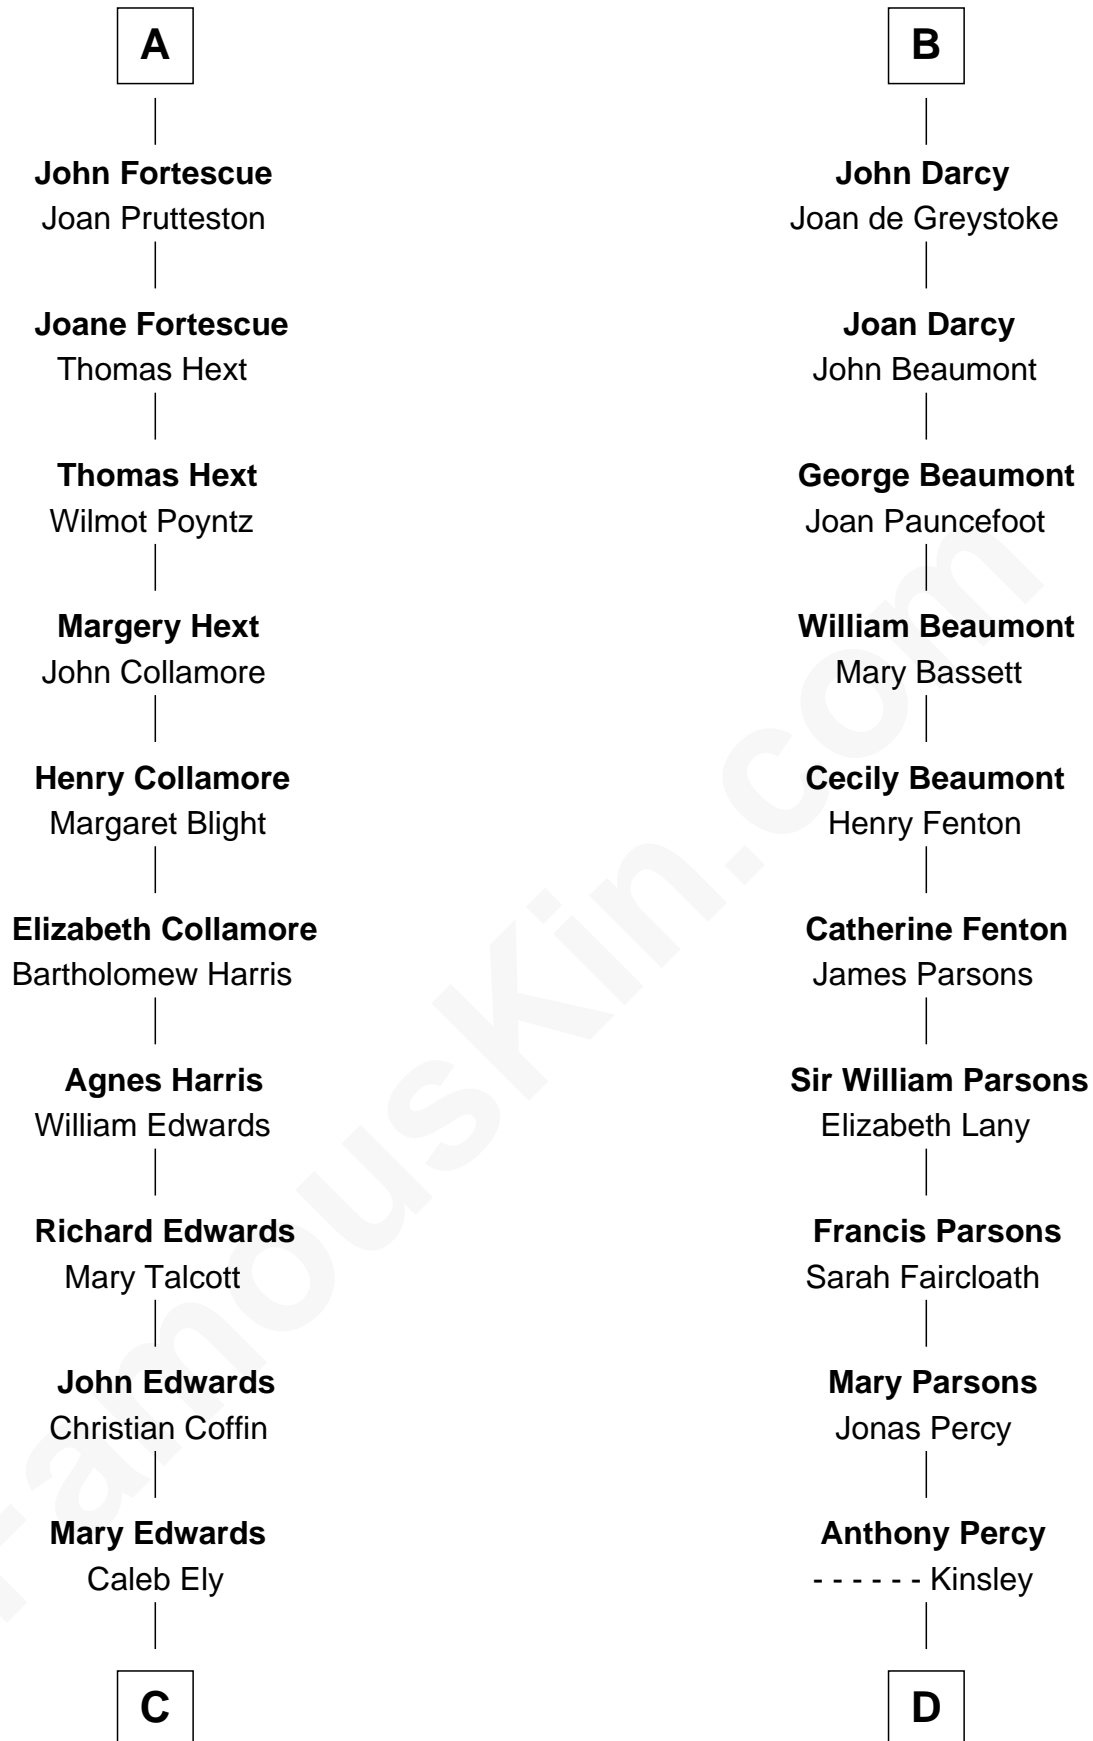 A
John Fortescue
Joan Prutteston
Joane Fortescue
Thomas Hext
Thomas Hext
Wilmot Poyntz
Margery Hext
John Collamore
Henry Collamore
Margaret Blight
Elizabeth Collamore
Bartholomew Harris
Agnes Harris
William Edwards
Richard Edwards
Mary Talcott
John Edwards
Christian Coffin
Mary Edwards
Caleb Ely
C
B
John Darcy
Joan de Greystoke
Joan Darcy
John Beaumont
George Beaumont
Joan Pauncefoot
William Beaumont
Mary Bassett
Cecily Beaumont
Henry Fenton
Catherine Fenton
James Parsons
Sir William Parsons
Elizabeth Lany
Francis Parsons
Sarah Faircloath
Mary Parsons
Jonas Percy
Anthony Percy
- - - - - - Kinsley
D
FamousKin.com